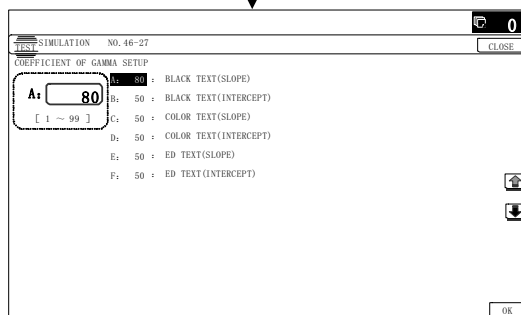 0
TEST SIMULATION NO.46-27
CLOSE
COEFFICIENT OF GAMMA SETUP
A: 80
[ 1 ～ 99 ]
A: 80 : BLACK TEXT(SLOPE)
B: 50 : BLACK TEXT(INTERCEPT)
C: 50 : COLOR TEXT(SLOPE)
D: 50 : COLOR TEXT(INTERCEPT)
E: 50 : ED TEXT(SLOPE)
F: 50 : ED TEXT(INTERCEPT)
OK